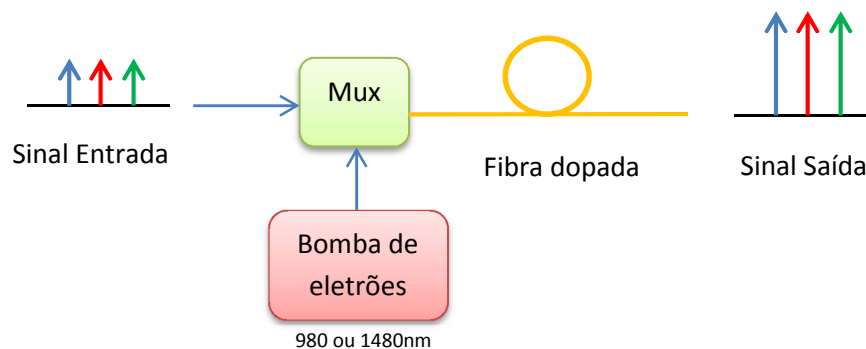 Sinal Entrada
Mux
Fibra dopada
Sinal Saída
Bomba de
eletrões
980 ou 1480nm